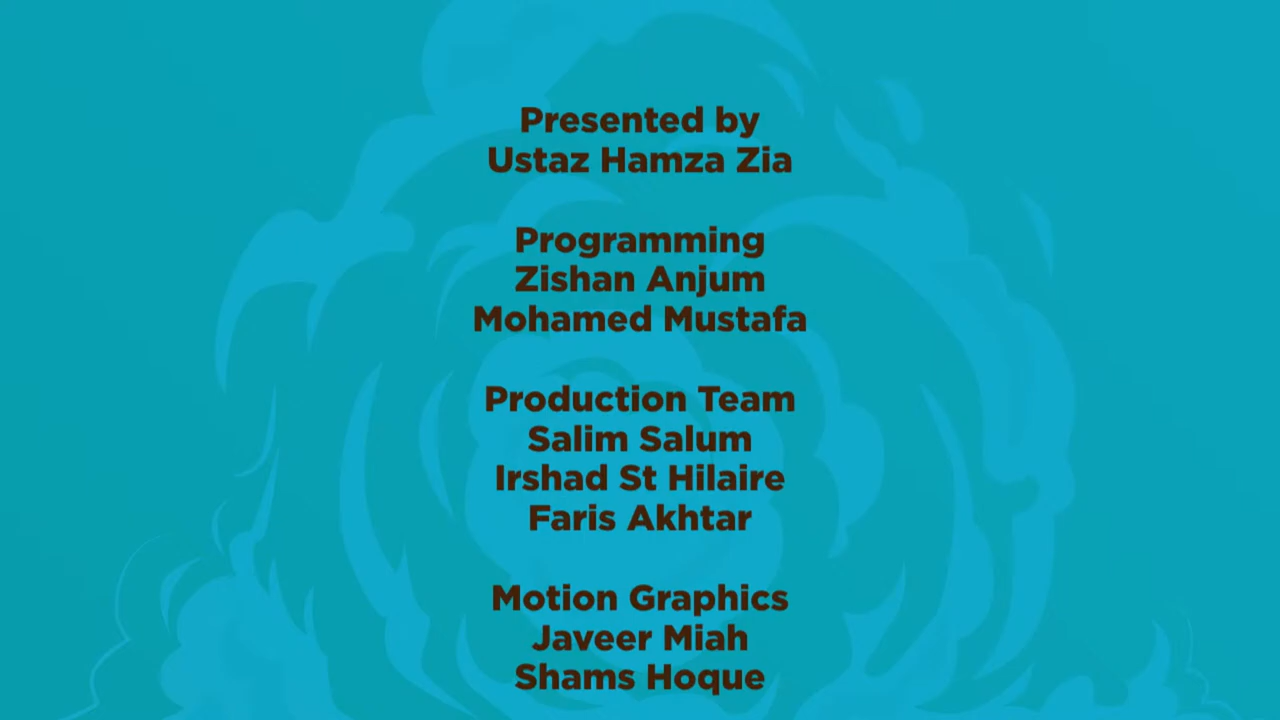 Presented by
Ustaz Hamza Zia
Programming
Zishan Anjum
Mohamed Mustafa
Production Team
Salim Salum
Irshad St Hilaire
Faris Akhtar
Motion Graphics
Javeer Miah
Shams Hoque